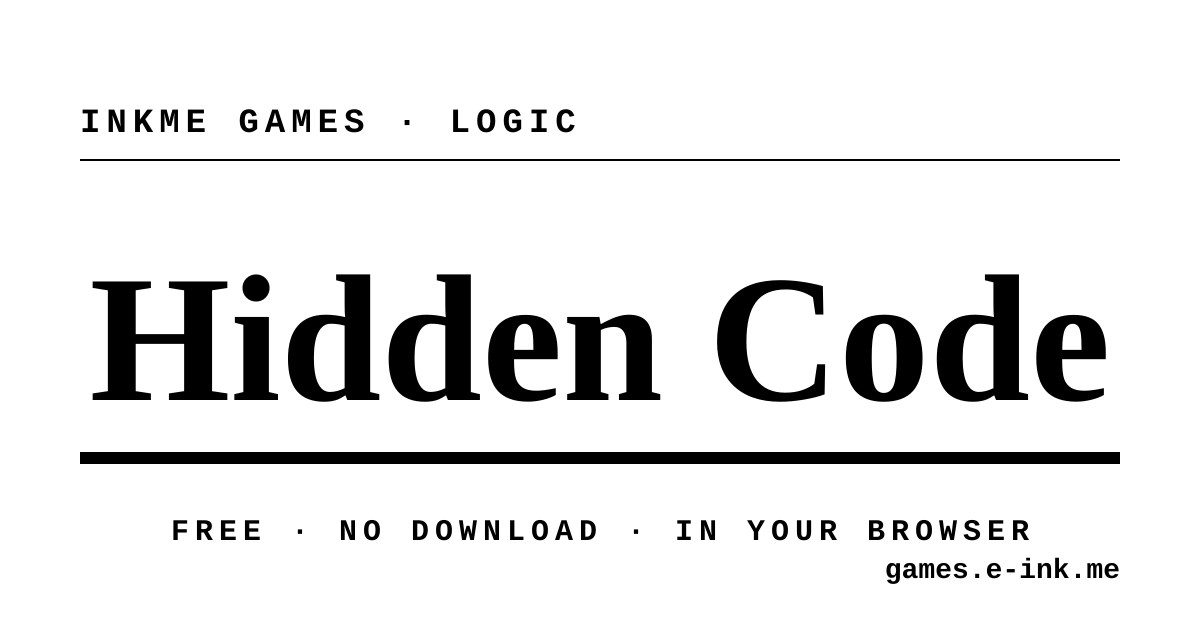 INKME GAMES · LOGIC
Hidden Code
FREE · NO DOWNLOAD · IN YOUR BROWSER
games.e-ink.me